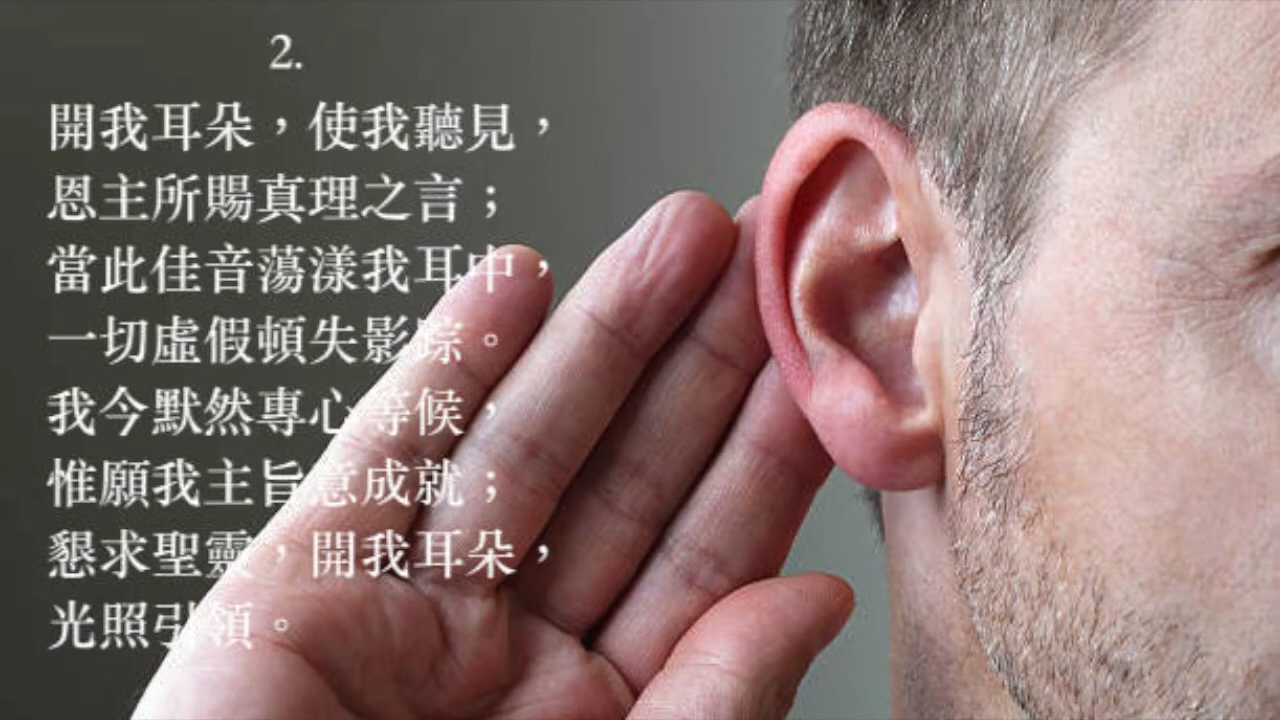 2.
開我耳朵，使我聽見，
恩主所賜真理之言；
當此佳音蕩漾我耳中，
一切虛假頓失影踪。
我今默然專心等候，
惟願我主旨意成就；
懇求聖靈，開我耳朵，
光照引領。